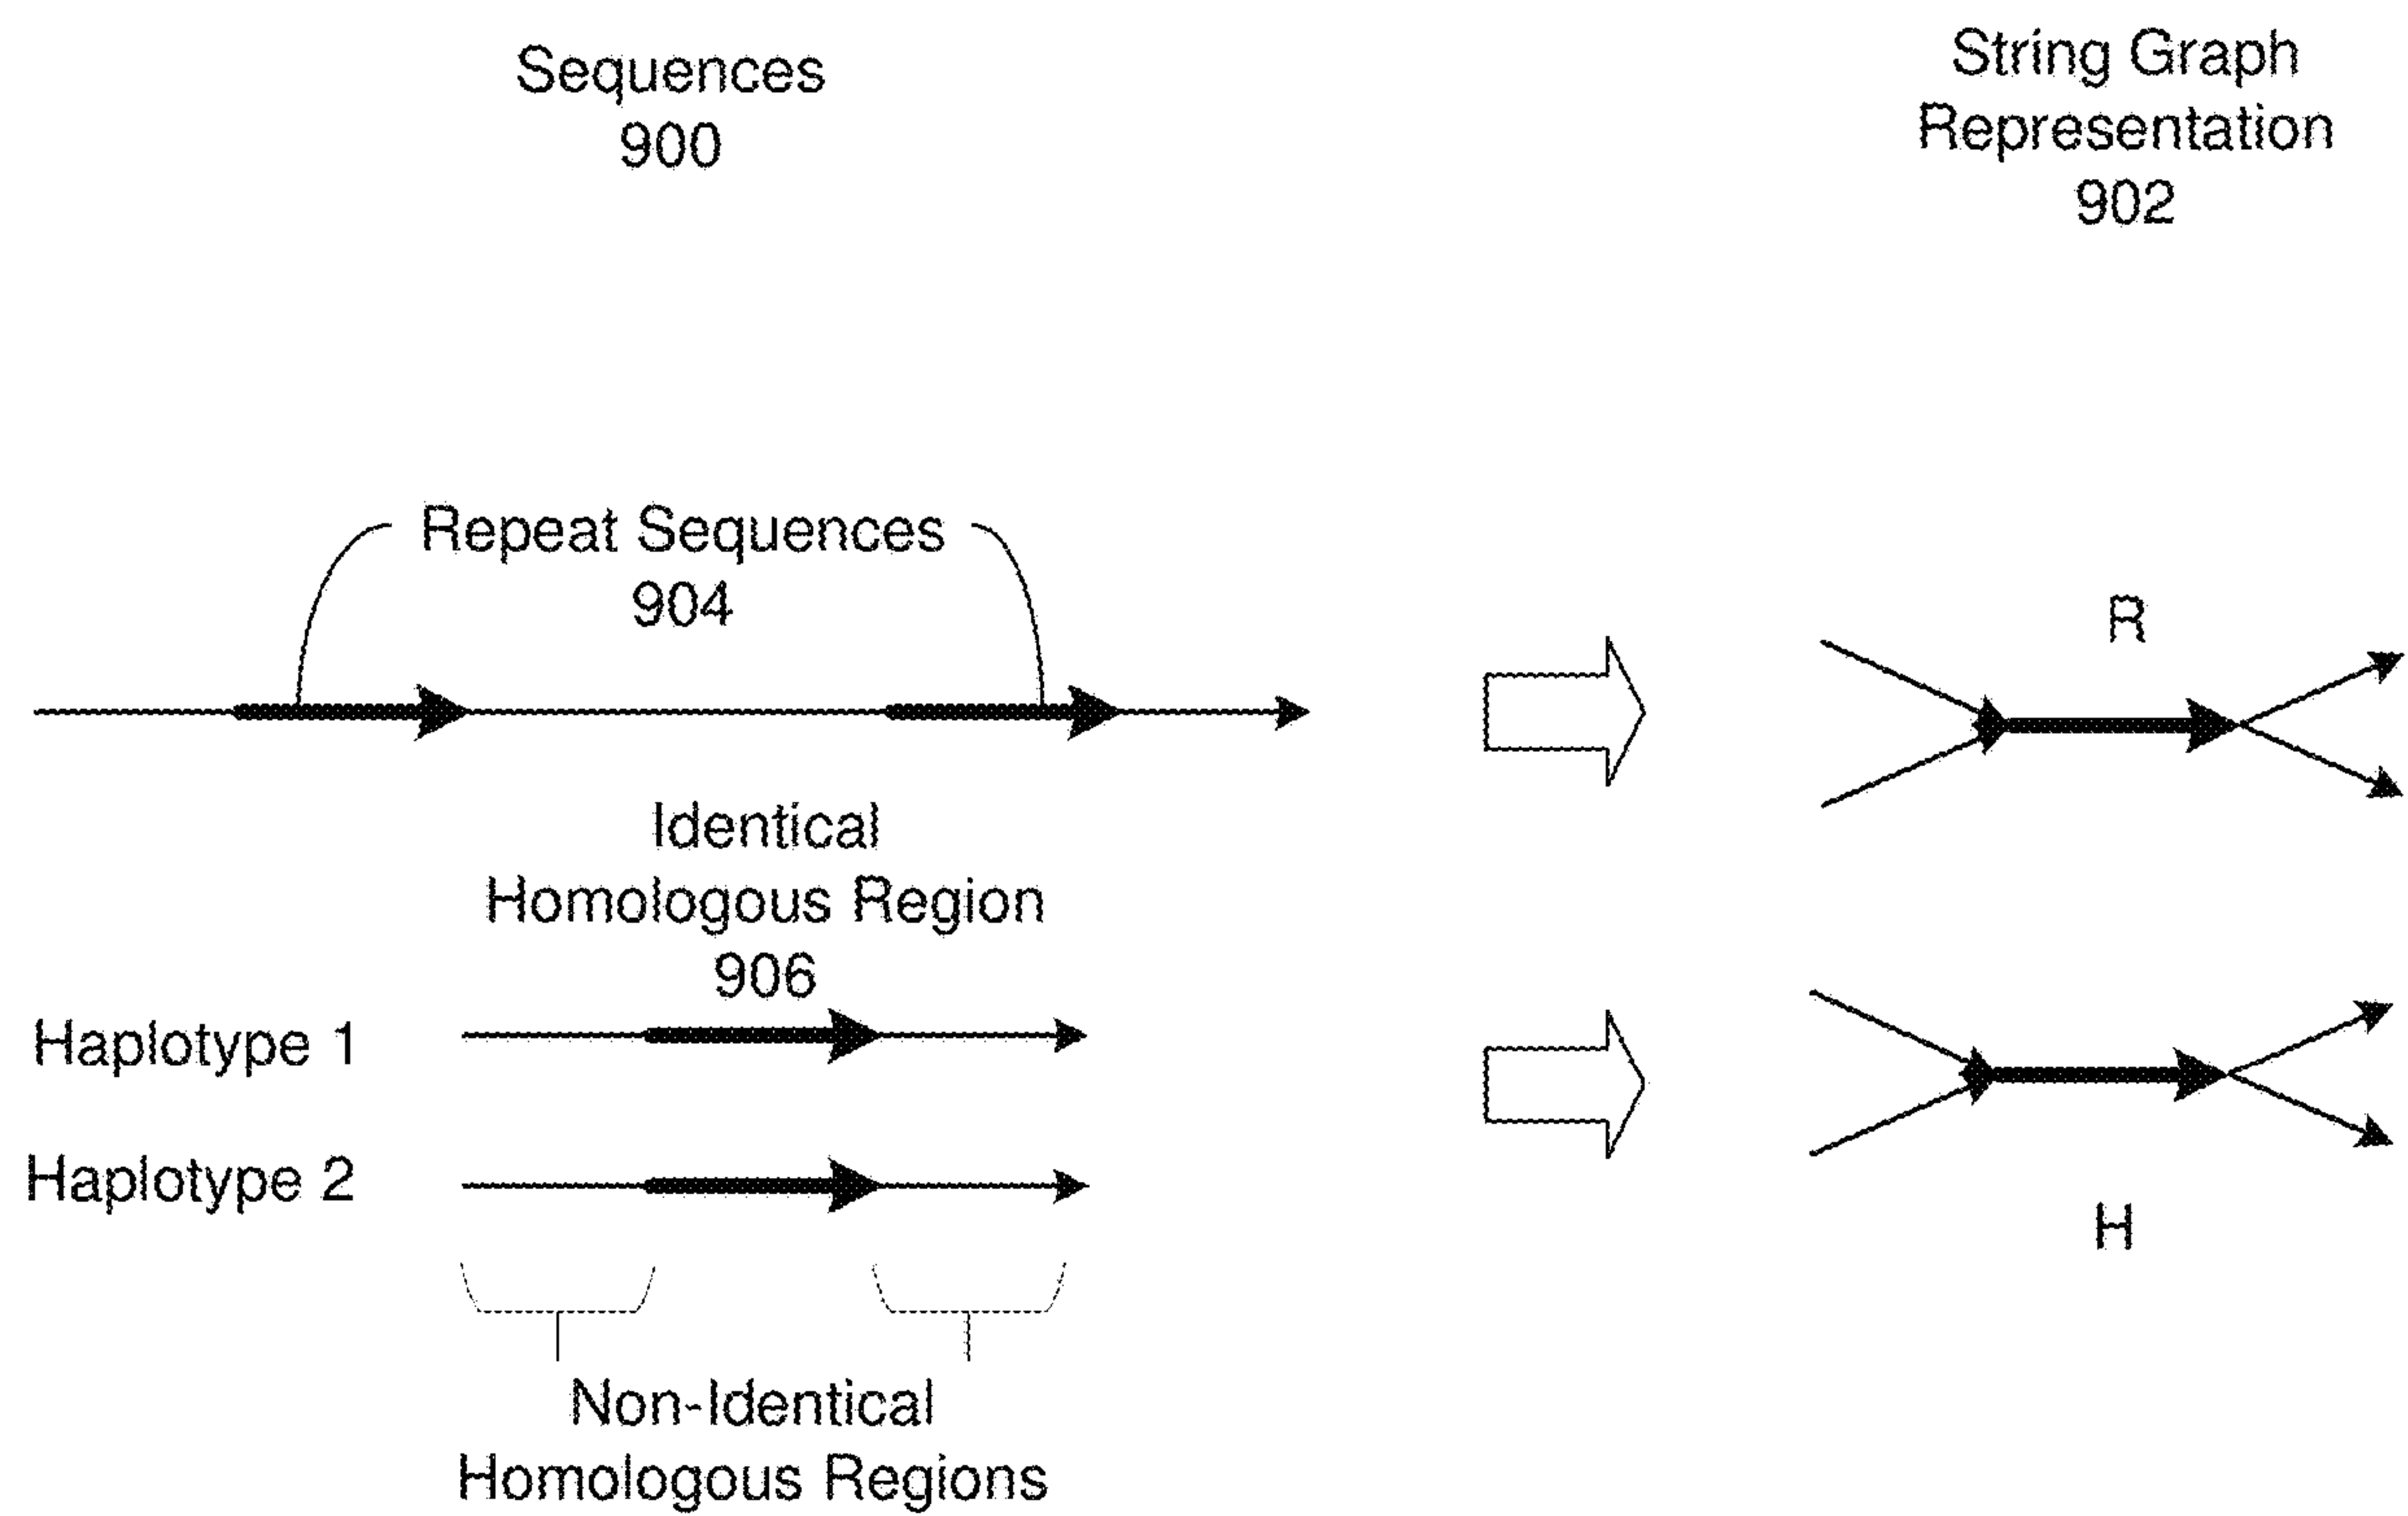 Sequences
900
String Graph
Representation
902
Repeat Sequences
904
R
Identical
Homologous Region
906
Haplotype 1
Haplotype 2
H
Non-Identical
Homologous Regions